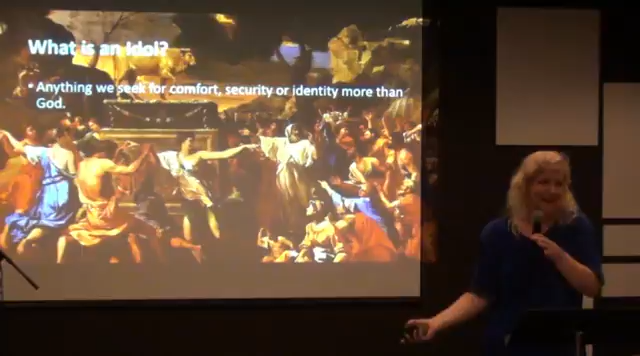 What is an Idol?
• Anything we seek for comfort, security or identity more than
God.